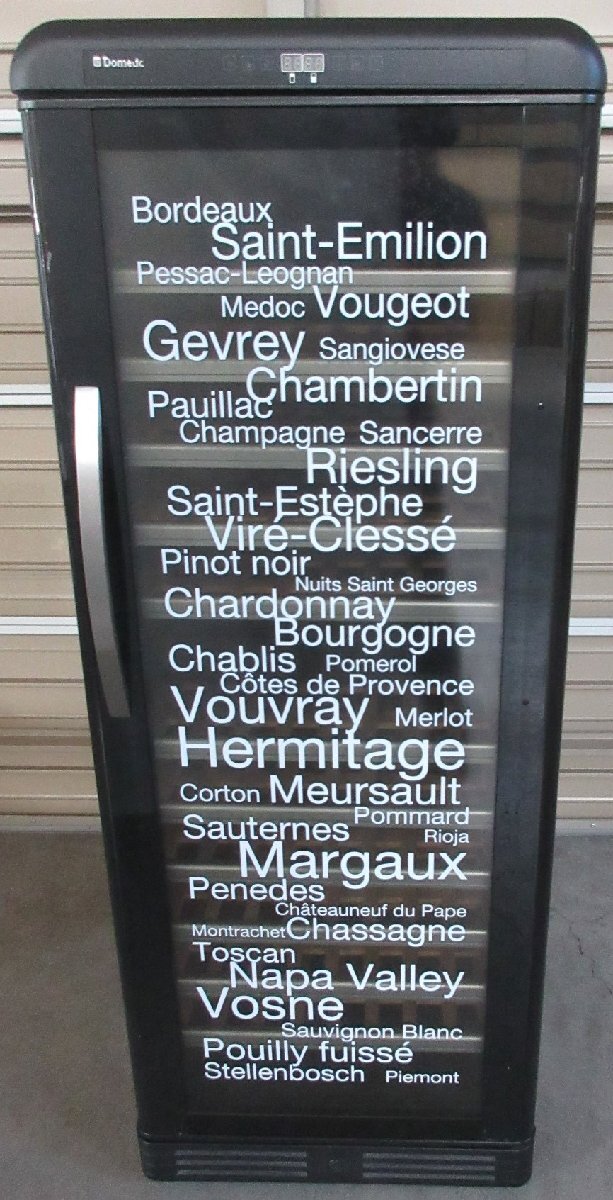 Dometic
Bordeaux
Saint-Emilion
Pessac-Leognan
Medoc Vougeot
Gevrey Sangiovese
Chambertin
Pauillac
Champagne Sancerre
Riesling
Saint-Estèphe
Viré-Clessé
Pinot noir
Nuits Saint Georges
Chardonnay
Bourgogne
Chablis Pomerol
Côtes de Provence
Vouvray Merlot
Hermitage
Corton Meursault
Pommard
Sauternes Rioja
Margaux
Penedes
Châteauneuf du Pape
Montrachet Chassagne
Toscan
Napa Valley
Vosne
Sauvignon Blanc
Pouilly fuissé
Stellenbosch Piemont